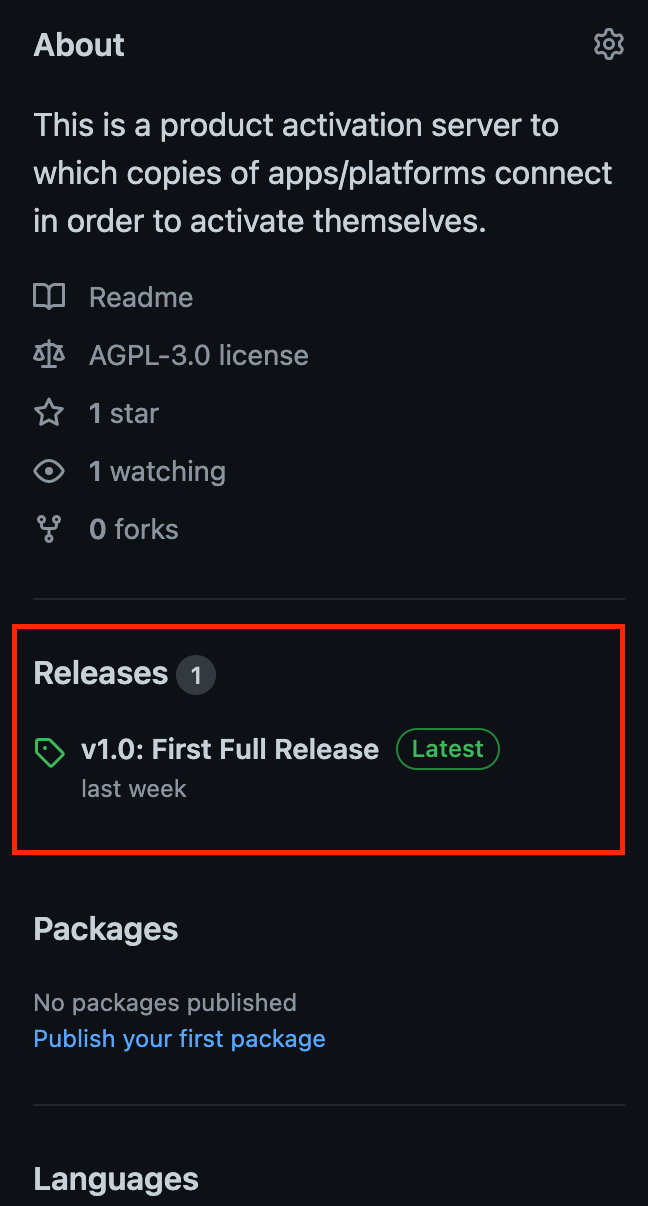 About
This is a product activation server to
which copies of apps/platforms connect
in order to activate themselves.
Readme
AGPL-3.0 license
1 star
1 watching
0 forks
Releases 1
v1.0: First Full Release Latest
last week
Packages
No packages published
Publish your first package
Languages